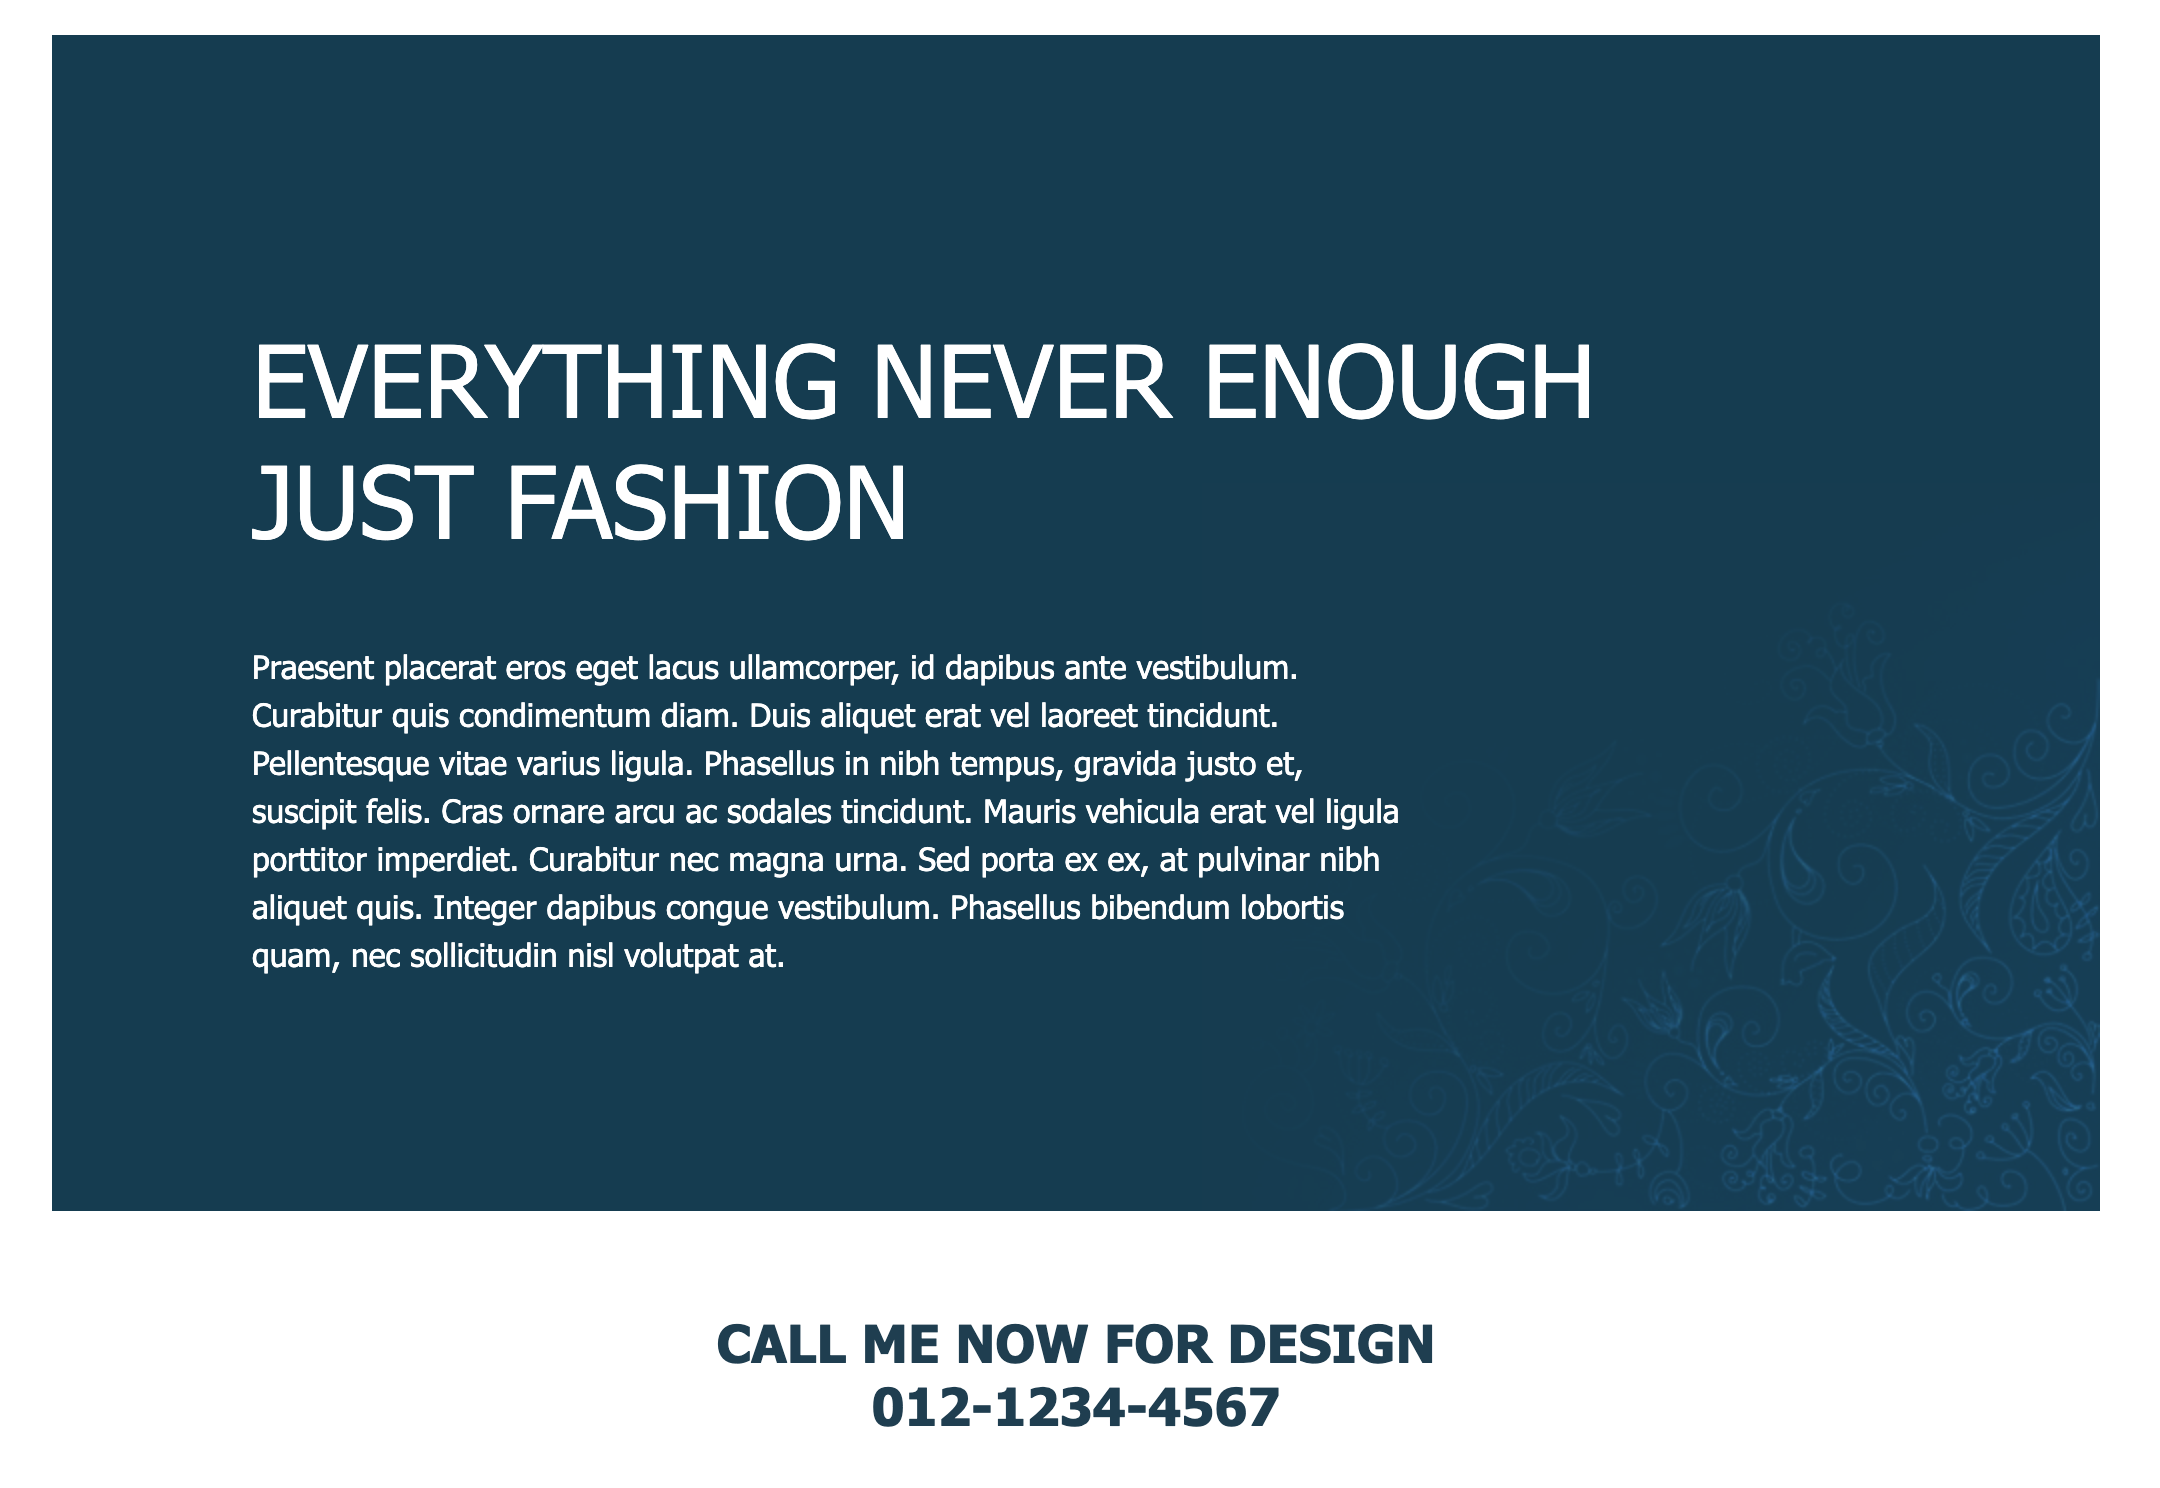 EVERYTHING NEVER ENOUGH
JUST FASHION
Praesent placerat eros eget lacus ullamcorper, id dapibus ante vestibulum.
Curabitur quis condimentum diam. Duis aliquet erat vel laoreet tincidunt.
Pellentesque vitae varius ligula. Phasellus in nibh tempus, gravida justo et,
suscipit felis. Cras ornare arcu ac sodales tincidunt. Mauris vehicula erat vel ligula
porttitor imperdiet. Curabitur nec magna urna. Sed porta ex ex, at pulvinar nibh
aliquet quis. Integer dapibus congue vestibulum. Phasellus bibendum lobortis
quam, nec sollicitudin nisl volutpat at.
CALL ME NOW FOR DESIGN
012-1234-4567